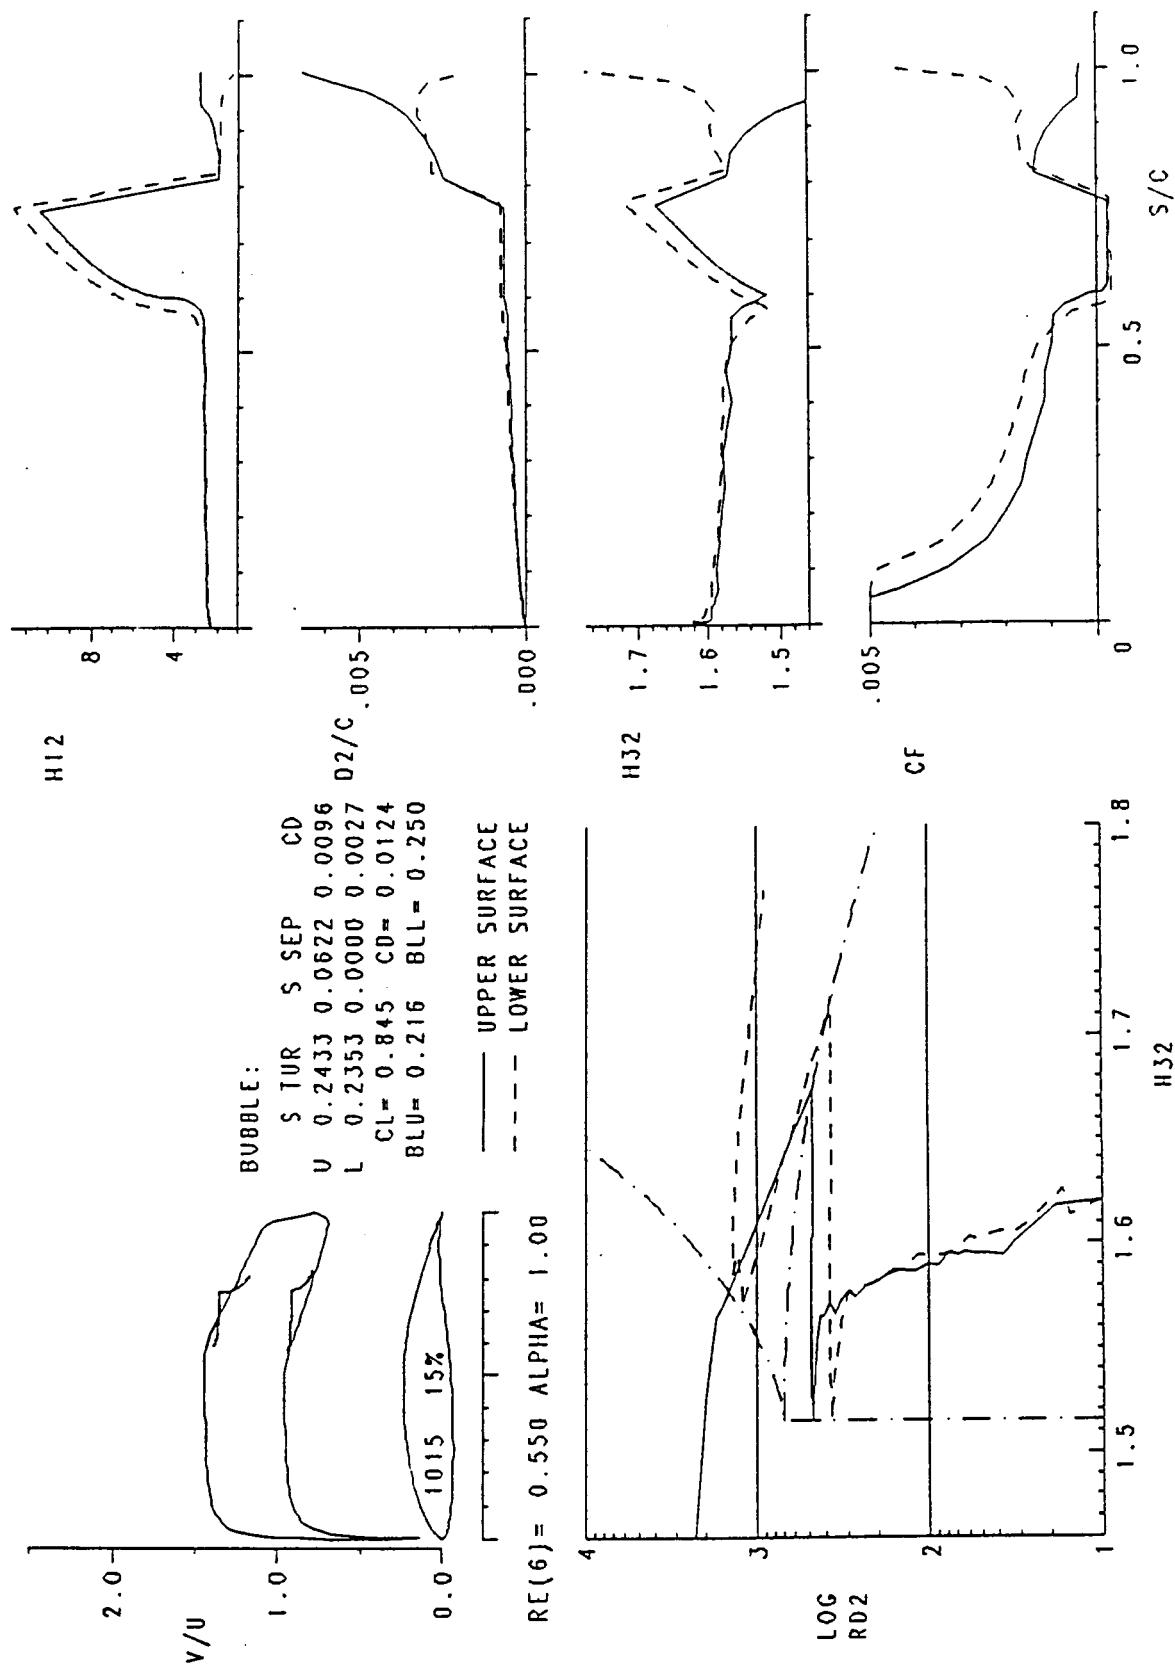 2.0
V/U
1.0
0.0
1015 15%
RE(6)= 0.550 ALPHA= 1.00
BUBBLE:
S TUR S SEP CD
U 0.2433 0.0622 0.0096
L 0.2353 0.0000 0.0027
CL= 0.845 CD= 0.0124
BLU= 0.216 BLL= 0.250
UPPER SURFACE
LOWER SURFACE
4
3
LOG
RD2
2
1
1.5
1.6
1.7
1.8
H32
H12
8
4
D2/C
.005
.000
H32
1.7
1.6
1.5
CF
.005
0
0.5
1.0
S/C